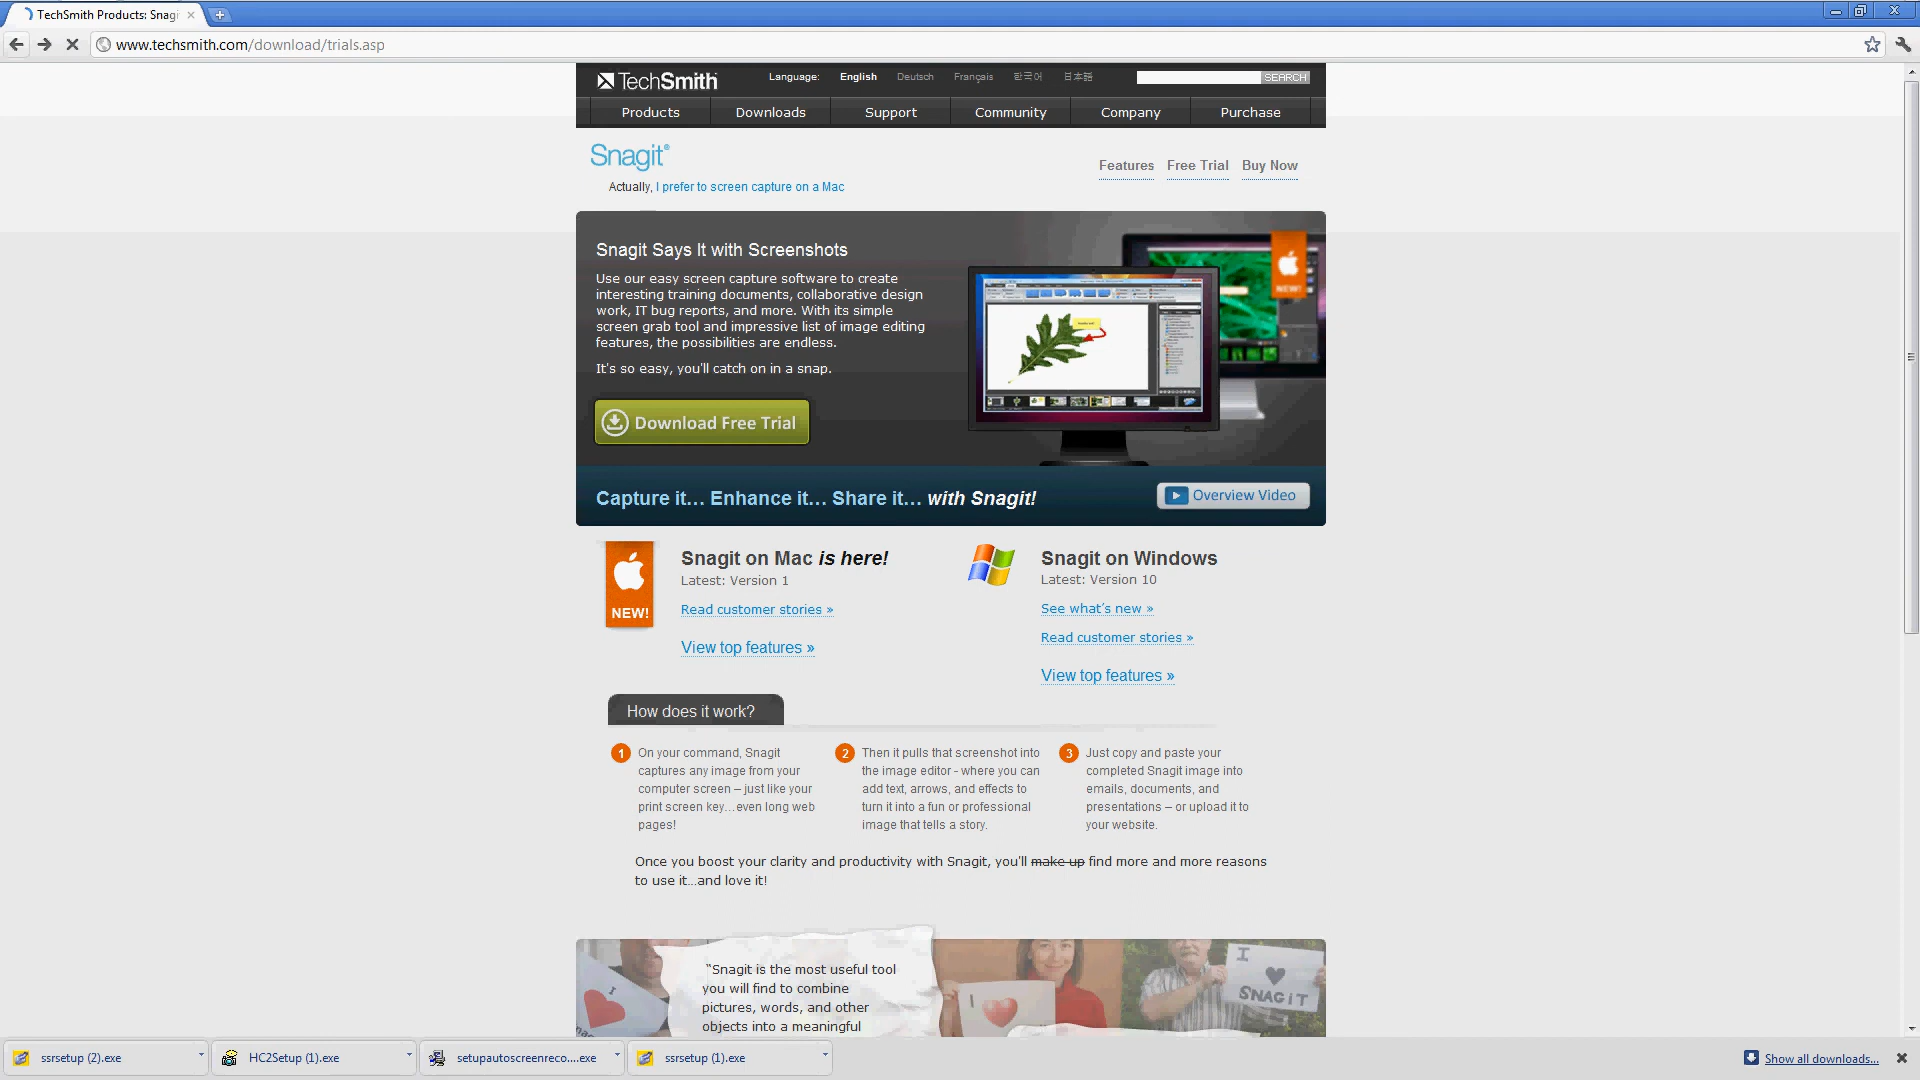 TechSmith Products: Snagi
www.techsmith.com/download/trials.asp
TechSmith
Language: English Deutsch Français 한국어 日本語
SEARCH
Products Downloads Support Community Company Purchase
Snagit®
Actually, I prefer to screen capture on a Mac
Features Free Trial Buy Now
Snagit Says It with Screenshots
Use our easy screen capture software to create
interesting training documents, collaborative design
work, IT bug reports, and more. With its simple
screen grab tool and impressive list of image editing
features, the possibilities are endless.
It's so easy, you'll catch on in a snap.
Download Free Trial
NEW!
Capture it... Enhance it... Share it... with Snagit!
Overview Video
NEW!
Snagit on Mac is here!
Latest: Version 1
Read customer stories »
View top features »
Snagit on Windows
Latest: Version 10
See what's new »
Read customer stories »
View top features »
How does it work?
1 On your command, Snagit
captures any image from your
computer screen – just like your
print screen key...even long web
pages!
2 Then it pulls that screenshot into
the image editor - where you can
add text, arrows, and effects to
turn it into a fun or professional
image that tells a story.
3 Just copy and paste your
completed Snagit image into
emails, documents, and
presentations – or upload it to
your website.
Once you boost your clarity and productivity with Snagit, you'll make up find more and more reasons
to use it...and love it!
"Snagit is the most useful tool
you will find to combine
pictures, words, and other
objects into a meaningful
I
I
I
SNAGIT
ssrsetup (2).exe
HC2Setup (1).exe
setupautoscreenreco....exe
ssrsetup (1).exe
Show all downloads...